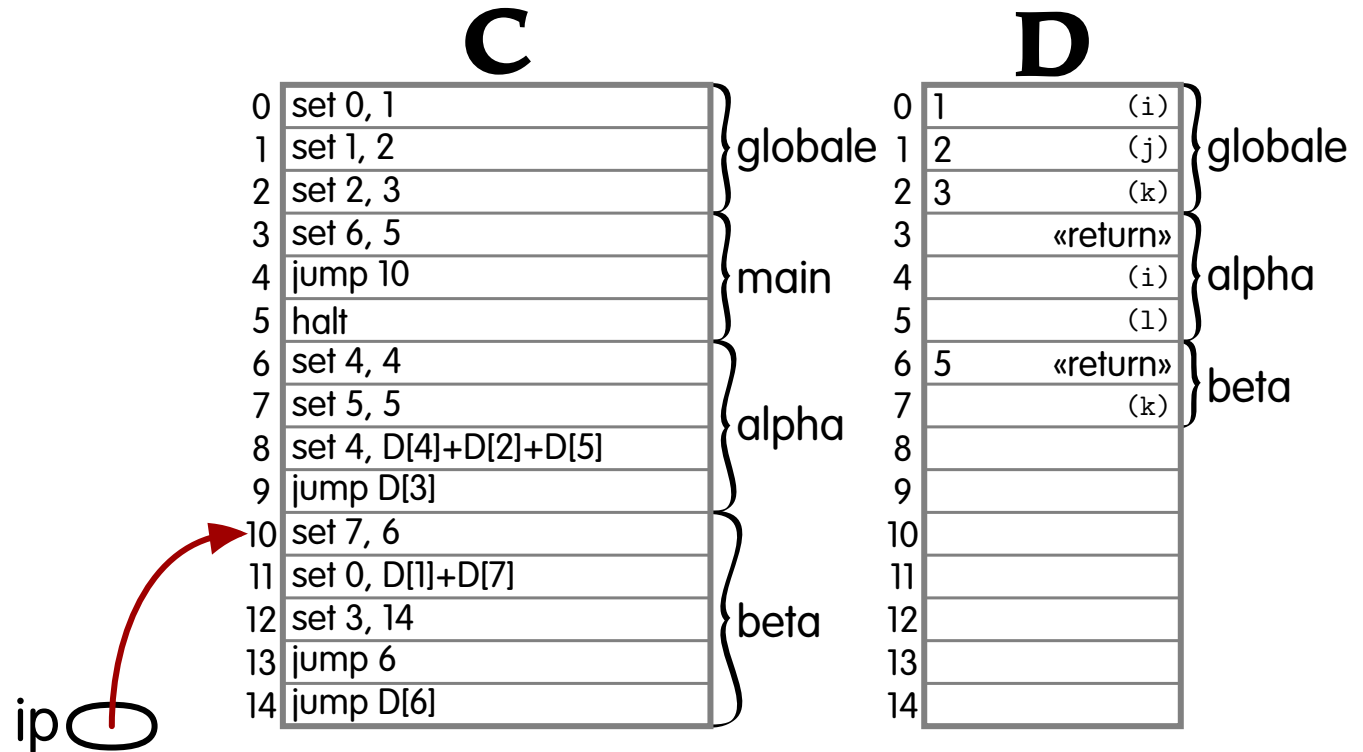 C D
0 set 0, 1 0 1 (i)
1 set 1, 2 globale 1 2 (j) globale
2 set 2, 3 2 3 (k)
3 set 6, 5 3 «return»
4 jump 10 main 4 (i) alpha
5 halt 5 (l)
6 set 4, 4 6 5 «return»
7 set 5, 5 alpha 7 (k) beta
8 set 4, D[4]+D[2]+D[5] 8
9 jump D[3] 9
10 set 7, 6 10
11 set 0, D[1]+D[7] 11
12 set 3, 14 beta 12
13 jump 6 13
14 jump D[6] 14
ip